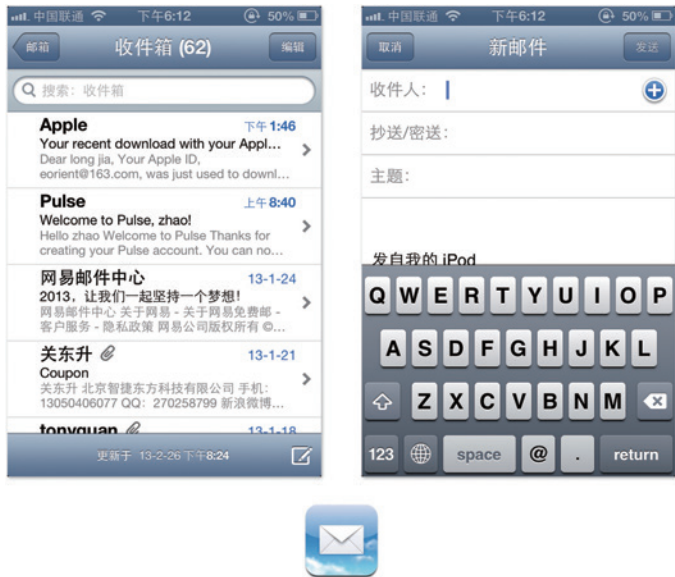 中国联通 下午6:12 50%
邮箱 收件箱 (62) 编辑
搜索：收件箱
Apple 下午 1:46
Your recent download with your Appl...
Dear long jia, Your Apple ID,
eorient@163.com, was just used to downl...
Pulse 上午 8:40
Welcome to Pulse, zhao!
Hello zhao Welcome to Pulse Thanks for
creating your Pulse account. You can no...
网易邮件中心 13-1-24
2013，让我们一起坚持一个梦想!
网易邮件中心 关于网易 - 关于网易免费邮 -
客户服务 - 隐私政策 网易公司版权所有 ©...
关东升 13-1-21
Coupon
关东升 北京智捷东方科技有限公司 手机：
13050406077 QQ：270258799 新浪微博...
tonyguan 13-1-18
更新于 13-2-26 下午8:24
中国联通 下午6:12 50%
取消 新邮件 发送
收件人：
抄送/密送：
主题：
发自我的 iPod
Q W E R T Y U I O P
A S D F G H J K L
Z X C V B N M
123 space @ . return